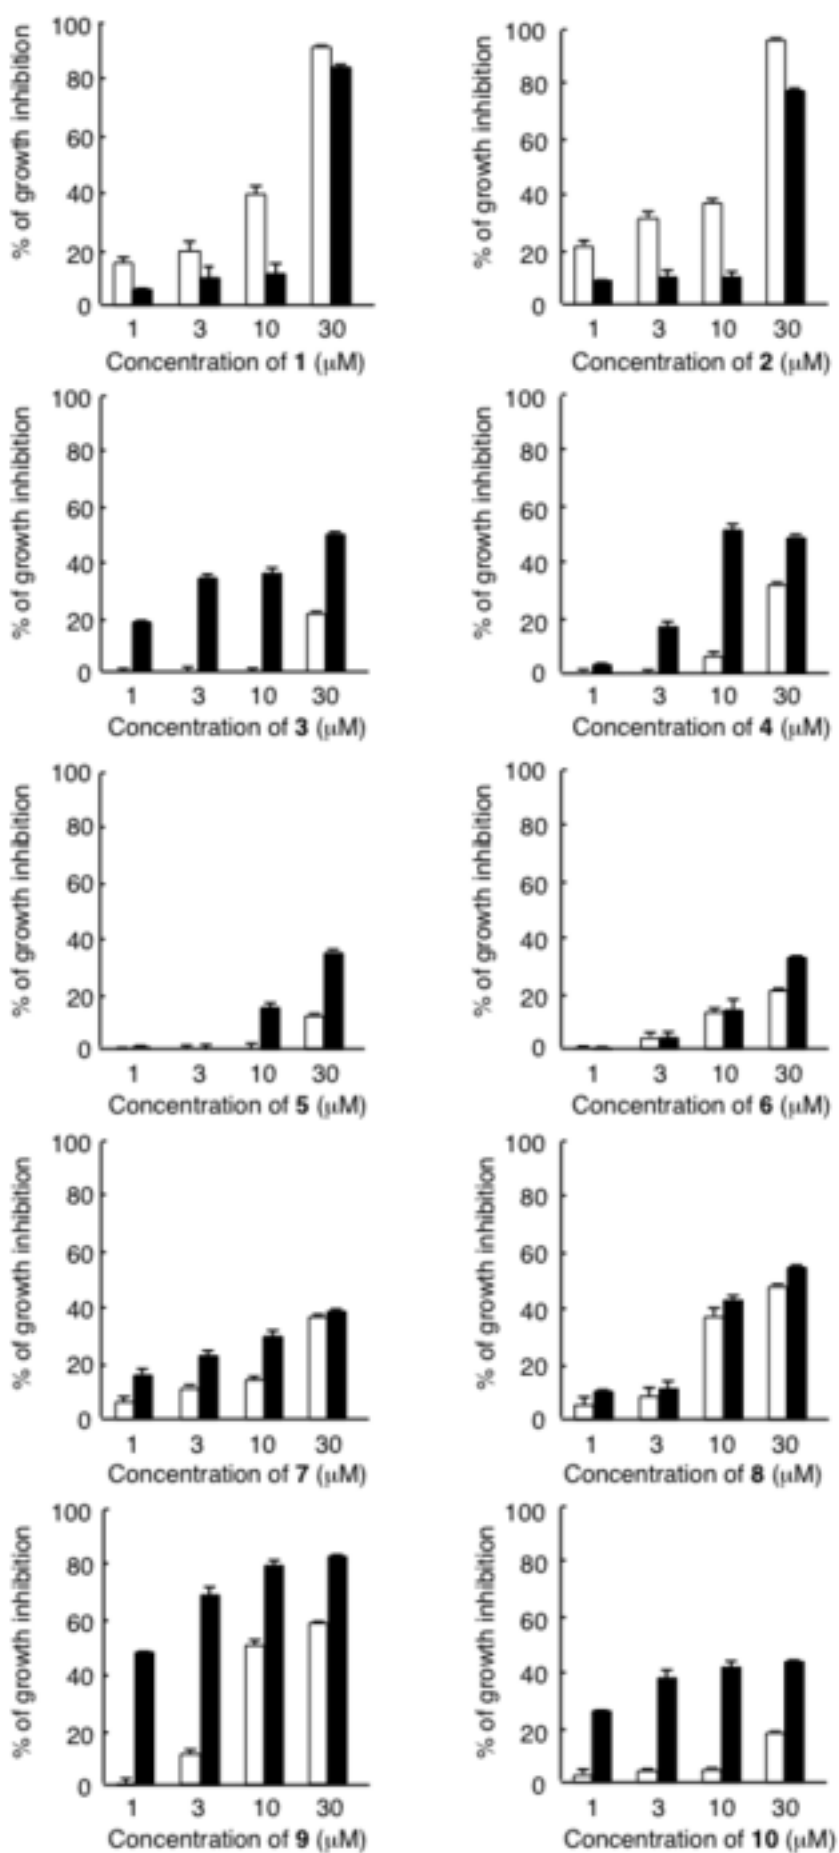 % of growth inhibition
100
80
60
40
20
0
1 3 10 30
Concentration of 1 (μM)
% of growth inhibition
100
80
60
40
20
0
1 3 10 30
Concentration of 2 (μM)
% of growth inhibition
100
80
60
40
20
0
1 3 10 30
Concentration of 3 (μM)
% of growth inhibition
100
80
60
40
20
0
1 3 10 30
Concentration of 4 (μM)
% of growth inhibition
100
80
60
40
20
0
1 3 10 30
Concentration of 5 (μM)
% of growth inhibition
100
80
60
40
20
0
1 3 10 30
Concentration of 6 (μM)
% of growth inhibition
100
80
60
40
20
0
1 3 10 30
Concentration of 7 (μM)
% of growth inhibition
100
80
60
40
20
0
1 3 10 30
Concentration of 8 (μM)
% of growth inhibition
100
80
60
40
20
0
1 3 10 30
Concentration of 9 (μM)
% of growth inhibition
100
80
60
40
20
0
1 3 10 30
Concentration of 10 (μM)